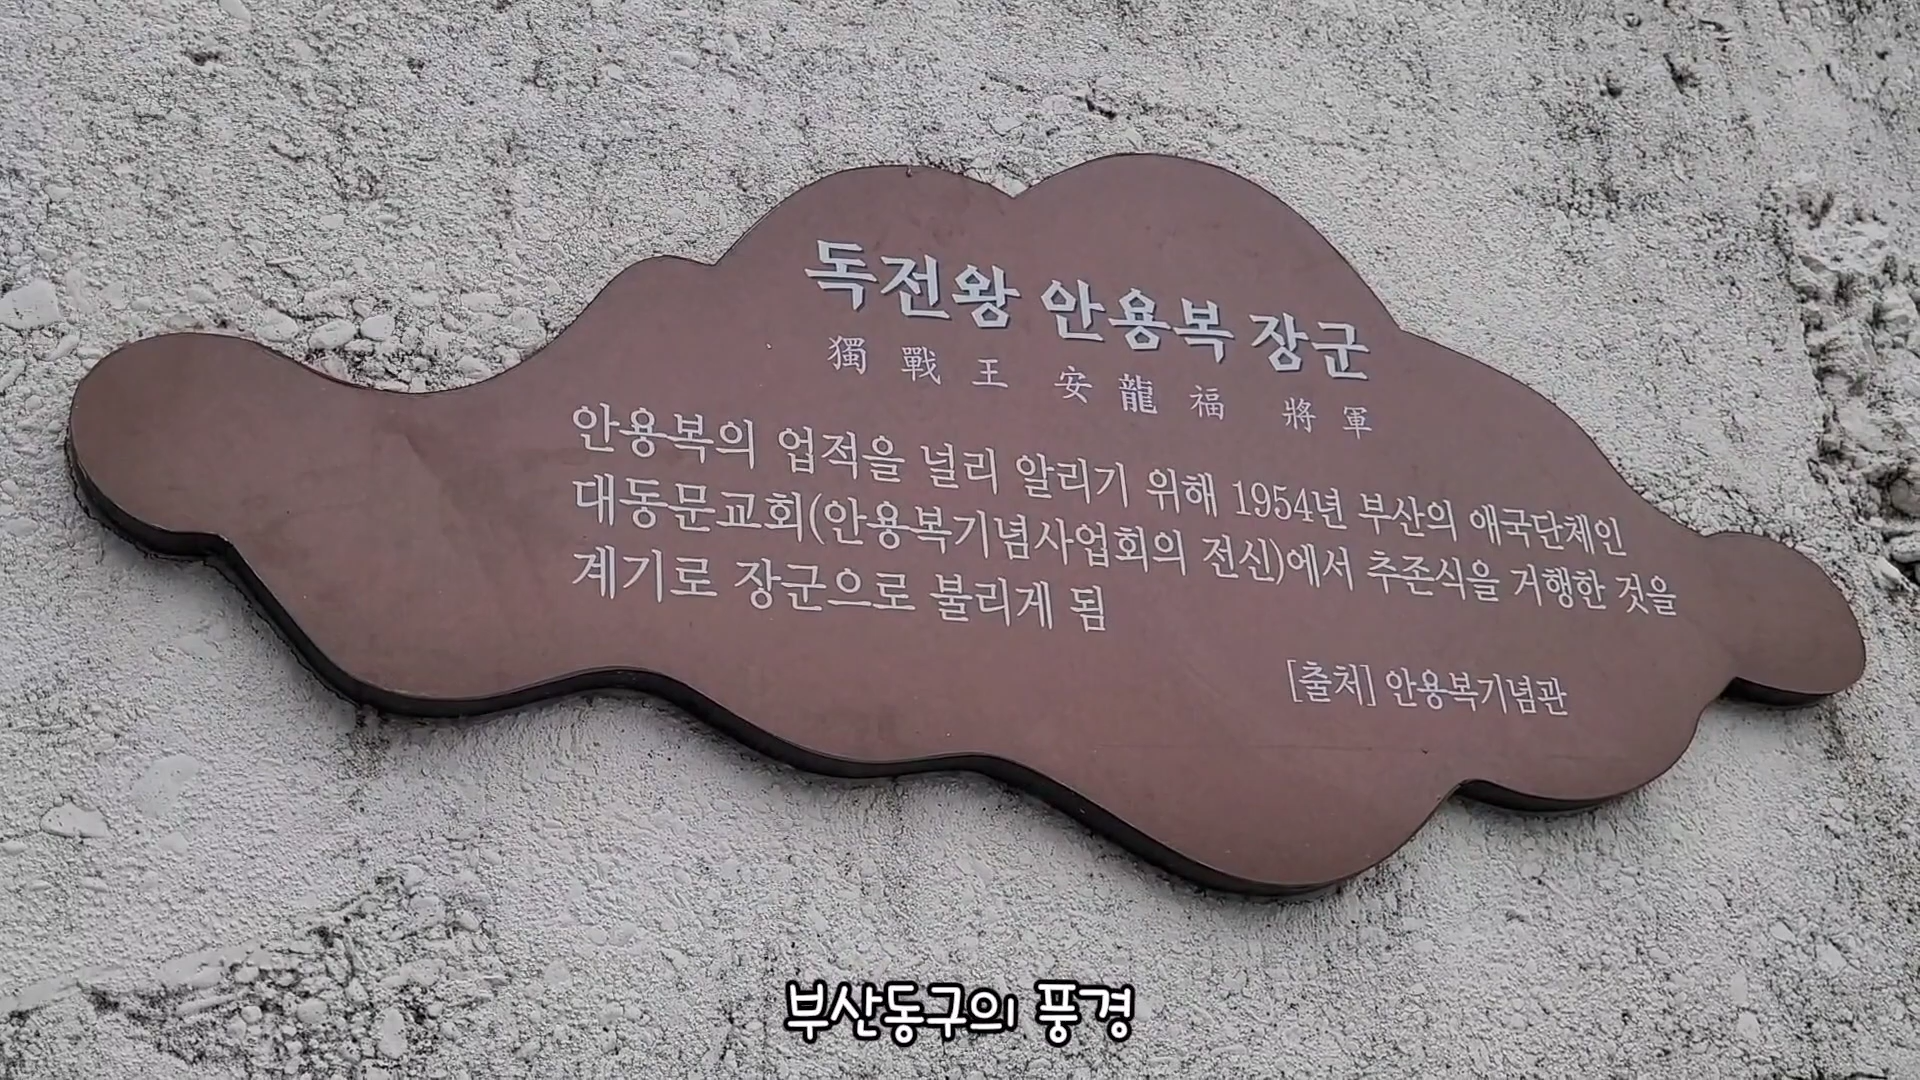 독전왕 안용복 장군
獨戰王 安龍福 將軍
안용복의 업적을 널리 알리기 위해 1954년 부산의 애국단체인
대동문교회(안용복기념사업회의 전신)에서 추존식을 거행한 것을
계기로 장군으로 불리게 됨
[출처] 안용복기념관
부산동구의 풍경